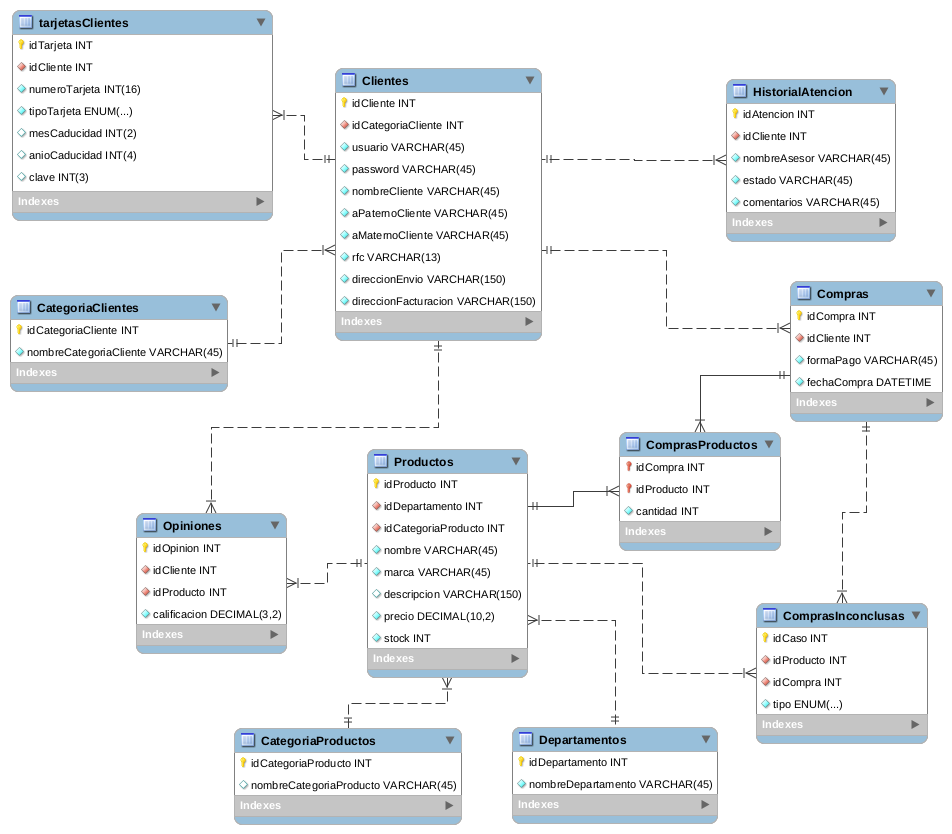 tarjetasClientes
idTarjeta INT
idCliente INT
numeroTarjeta INT(16)
tipoTarjeta ENUM(...)
mesCaducidad INT(2)
anioCaducidad INT(4)
clave INT(3)
Indexes
Clientes
idCliente INT
idCategoriaCliente INT
usuario VARCHAR(45)
password VARCHAR(45)
nombreCliente VARCHAR(45)
aPaternoCliente VARCHAR(45)
aMaternoCliente VARCHAR(45)
rfc VARCHAR(13)
direccionEnvio VARCHAR(150)
direccionFacturacion VARCHAR(150)
Indexes
HistorialAtencion
idAtencion INT
idCliente INT
nombreAsesor VARCHAR(45)
estado VARCHAR(45)
comentarios VARCHAR(45)
Indexes
CategoriaClientes
idCategoriaCliente INT
nombreCategoriaCliente VARCHAR(45)
Indexes
Compras
idCompra INT
idCliente INT
formaPago VARCHAR(45)
fechaCompra DATETIME
Indexes
ComprasProductos
idCompra INT
idProducto INT
cantidad INT
Indexes
Productos
idProducto INT
idDepartamento INT
idCategoriaProducto INT
nombre VARCHAR(45)
marca VARCHAR(45)
descripcion VARCHAR(150)
precio DECIMAL(10,2)
stock INT
Indexes
Opiniones
idOpinion INT
idCliente INT
idProducto INT
calificacion DECIMAL(3,2)
Indexes
ComprasInconclusas
idCaso INT
idProducto INT
idCompra INT
tipo ENUM(...)
Indexes
CategoriaProductos
idCategoriaProducto INT
nombreCategoriaProducto VARCHAR(45)
Indexes
Departamentos
idDepartamento INT
nombreDepartamento VARCHAR(45)
Indexes